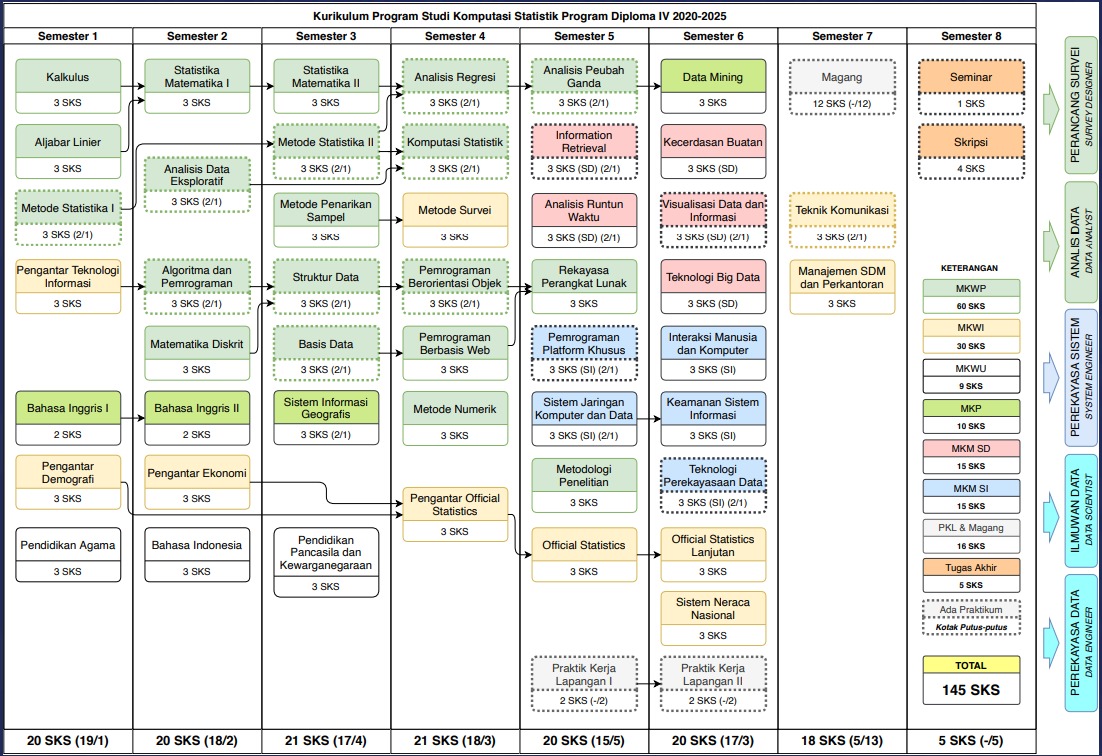 Kurikulum Program Studi Komputasi Statistik Program Diploma IV 2020-2025
Semester 1
Kalkulus
3 SKS
Aljabar Linier
3 SKS
Metode Statistika I
3 SKS (2/1)
Pengantar Teknologi
Informasi
3 SKS
Bahasa Inggris I
2 SKS
Pengantar
Demografi
3 SKS
Pendidikan Agama
3 SKS
20 SKS (19/1)
Semester 2
Statistika
Matematika I
3 SKS
Analisis Data
Eksploratif
3 SKS (2/1)
Algoritma dan
Pemrograman
3 SKS (2/1)
Matematika Diskrit
3 SKS
Bahasa Inggris II
2 SKS
Pengantar Ekonomi
3 SKS
Bahasa Indonesia
3 SKS
20 SKS (18/2)
Semester 3
Statistika
Matematika II
3 SKS
Metode Statistika II
3 SKS (2/1)
Metode Penarikan
Sampel
3 SKS
Struktur Data
3 SKS (2/1)
Basis Data
3 SKS (2/1)
Sistem Informasi
Geografis
3 SKS (2/1)
Pendidikan
Pancasila dan
Kewarganegaraan
3 SKS
21 SKS (17/4)
Semester 4
Analisis Regresi
3 SKS (2/1)
Komputasi Statistik
3 SKS (2/1)
Metode Survei
3 SKS
Pemrograman
Berorientasi Objek
3 SKS (2/1)
Pemrograman
Berbasis Web
3 SKS
Metode Numerik
3 SKS
Pengantar Official
Statistics
3 SKS
21 SKS (18/3)
Semester 5
Analisis Peubah
Ganda
3 SKS (2/1)
Information
Retrieval
3 SKS (SD) (2/1)
Analisis Runtun
Waktu
3 SKS (SD) (2/1)
Rekayasa
Perangkat Lunak
3 SKS
Pemrograman
Platform Khusus
3 SKS (SI) (2/1)
Sistem Jaringan
Komputer dan Data
3 SKS (SI) (2/1)
Metodologi
Penelitian
3 SKS
Official Statistics
3 SKS
Praktik Kerja
Lapangan I
2 SKS (-/2)
20 SKS (15/5)
Semester 6
Data Mining
3 SKS
Kecerdasan Buatan
3 SKS (SD)
Visualisasi Data dan
Informasi
3 SKS (SD) (2/1)
Teknologi Big Data
3 SKS (SD)
Interaksi Manusia
dan Komputer
3 SKS (SI)
Keamanan Sistem
Informasi
3 SKS (SI)
Teknologi
Perekayasaan Data
3 SKS (SI) (2/1)
Official Statistics
Lanjutan
3 SKS
Sistem Neraca
Nasional
3 SKS
Praktik Kerja
Lapangan II
2 SKS (-/2)
20 SKS (17/3)
Semester 7
Magang
12 SKS (-/12)
Teknik Komunikasi
3 SKS (2/1)
Manajemen SDM
dan Perkantoran
3 SKS
18 SKS (5/13)
Semester 8
Seminar
1 SKS
Skripsi
4 SKS
KETERANGAN
MKWP
60 SKS
MKWI
30 SKS
MKWU
9 SKS
MKP
10 SKS
MKM SD
15 SKS
MKM SI
15 SKS
PKL & Magang
16 SKS
Tugas Akhir
5 SKS
Ada Praktikum
Kotak Putus-putus
TOTAL
145 SKS
5 SKS (-/5)
PERANCANG SURVEI
SURVEY DESIGNER
ANALIS DATA
DATA ANALYST
PEREKAYASA SISTEM
SYSTEM ENGINEER
ILMUWAN DATA
DATA SCIENTIST
PEREKAYASA DATA
DATA ENGINEER